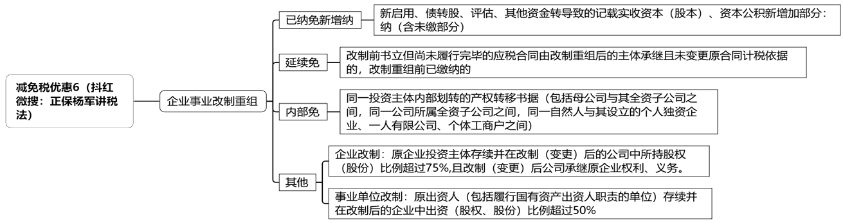 减免税优惠6（抖红
微搜：正保杨军讲税
法）
企业事业改制重组
已纳免新增纳
新启用、债转股、评估、其他资金转导致的记载实收资本（股本）、资本公积新增加部分：
纳（含未缴部分）
延续免
改制前书立但尚未履行完毕的应税合同由改制重组后的主体承继且未变更原合同计税依据
的，改制重组前已缴纳的
内部免
同一投资主体内部划转的产权转移书据（包括母公司与其全资子公司之
间，同一公司所属全资子公司之间，同一自然人与其设立的个人独资企
业、一人有限公司、个体工商户之间）
其他
企业改制：原企业投资主体存续并在改制（变更）后的公司中所持股权
（股份）比例超过75%,且改制（变更）后公司承继原企业权利、义务。
事业单位改制：原出资人（包括履行国有资产出资人职责的单位）存续并
在改制后的企业中出资（股权、股份）比例超过50%